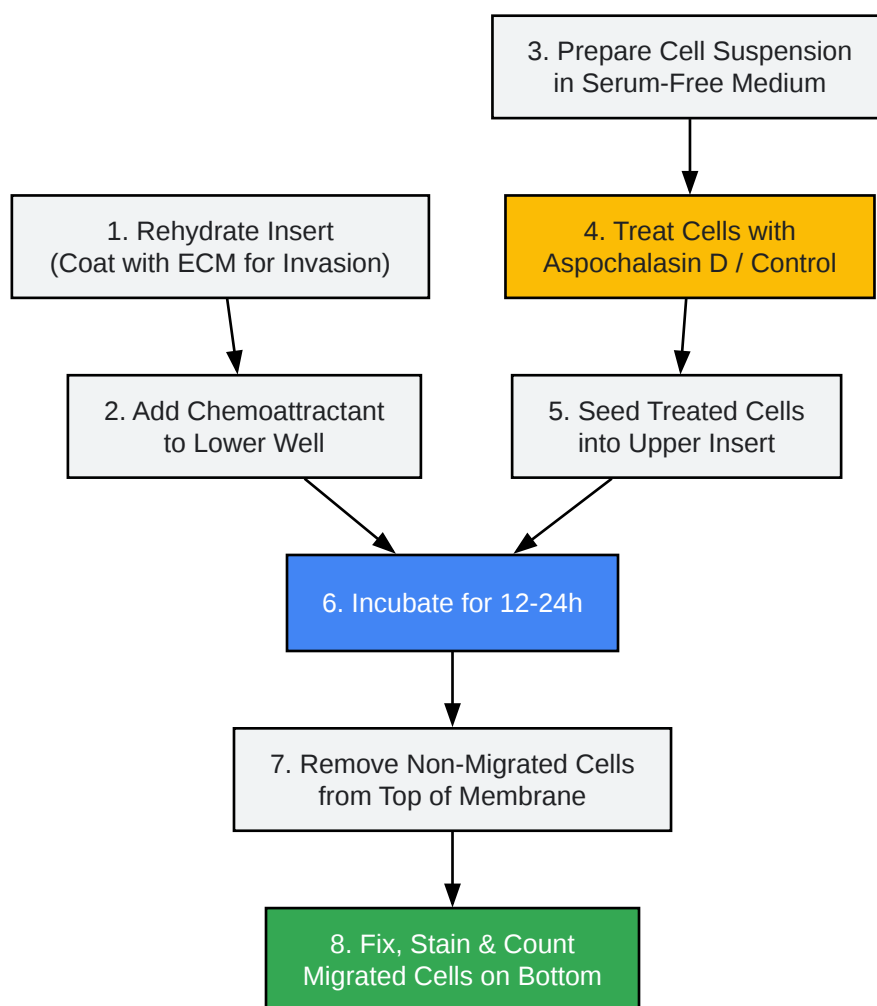 3. Prepare Cell Suspension
in Serum-Free Medium
1. Rehydrate Insert
(Coat with ECM for Invasion)
4. Treat Cells with
Aspochalasin D / Control
2. Add Chemoattractant
to Lower Well
5. Seed Treated Cells
into Upper Insert
6. Incubate for 12-24h
7. Remove Non-Migrated Cells
from Top of Membrane
8. Fix, Stain & Count
Migrated Cells on Bottom